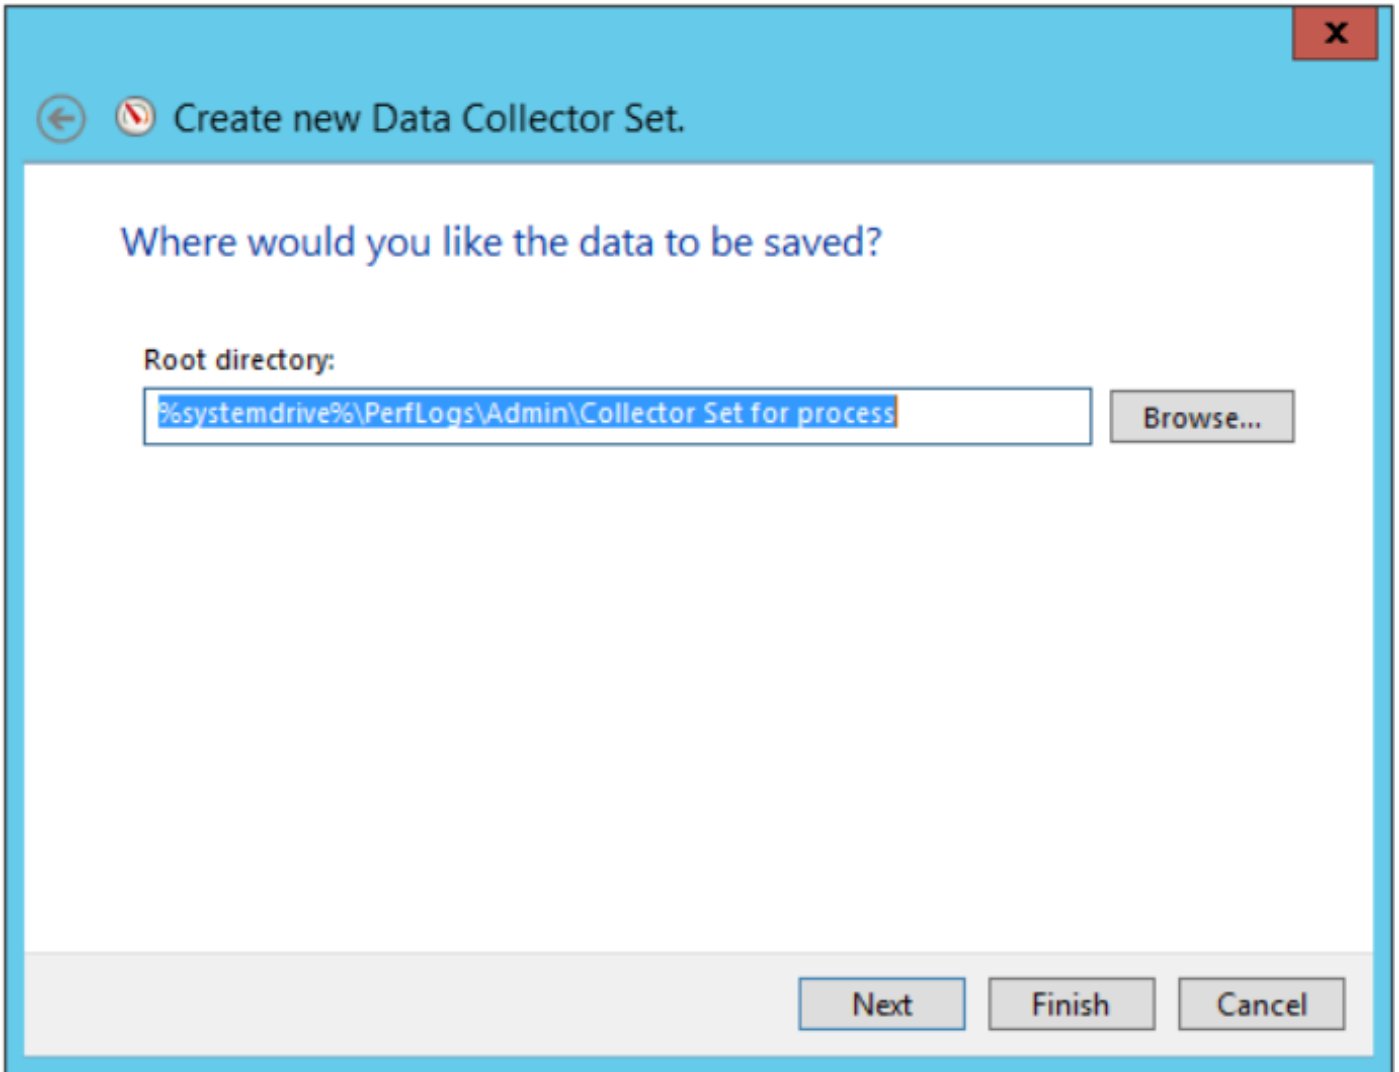 x
Create new Data Collector Set.
Where would you like the data to be saved?
Root directory:
%systemdrive%\PerfLogs\Admin\Collector Set for process
Browse...
Next Finish Cancel